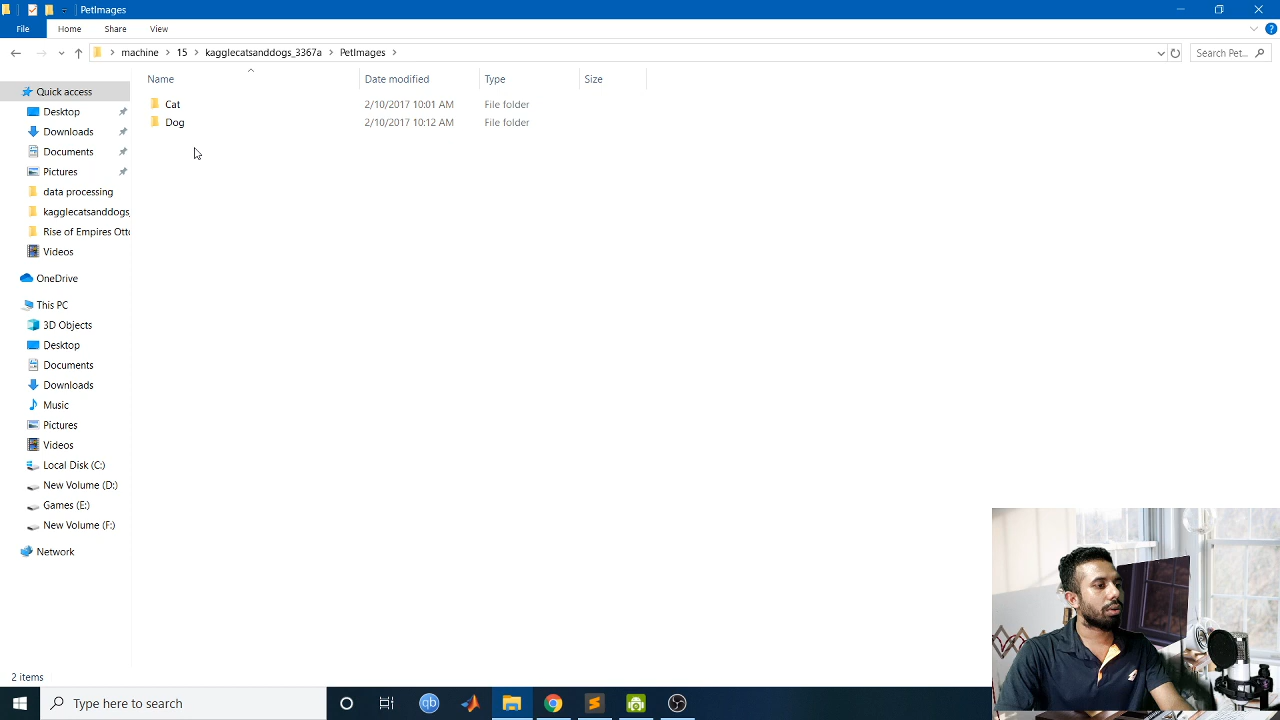 PetImages
File Home Share View
machine 15 kagglecatsanddogs_3367a PetImages
Search Pet...
Name Date modified Type Size
Quick access
Cat 2/10/2017 10:01 AM File folder
Desktop
Dog 2/10/2017 10:12 AM File folder
Downloads
Documents
Pictures
data processing
kagglecatsanddogs_
Rise of Empires Otto
Videos
OneDrive
This PC
3D Objects
Desktop
Documents
Downloads
Music
Pictures
Videos
Local Disk (C:)
New Volume (D:)
Games (E:)
New Volume (F:)
Network
2 items
Type here to search
qb